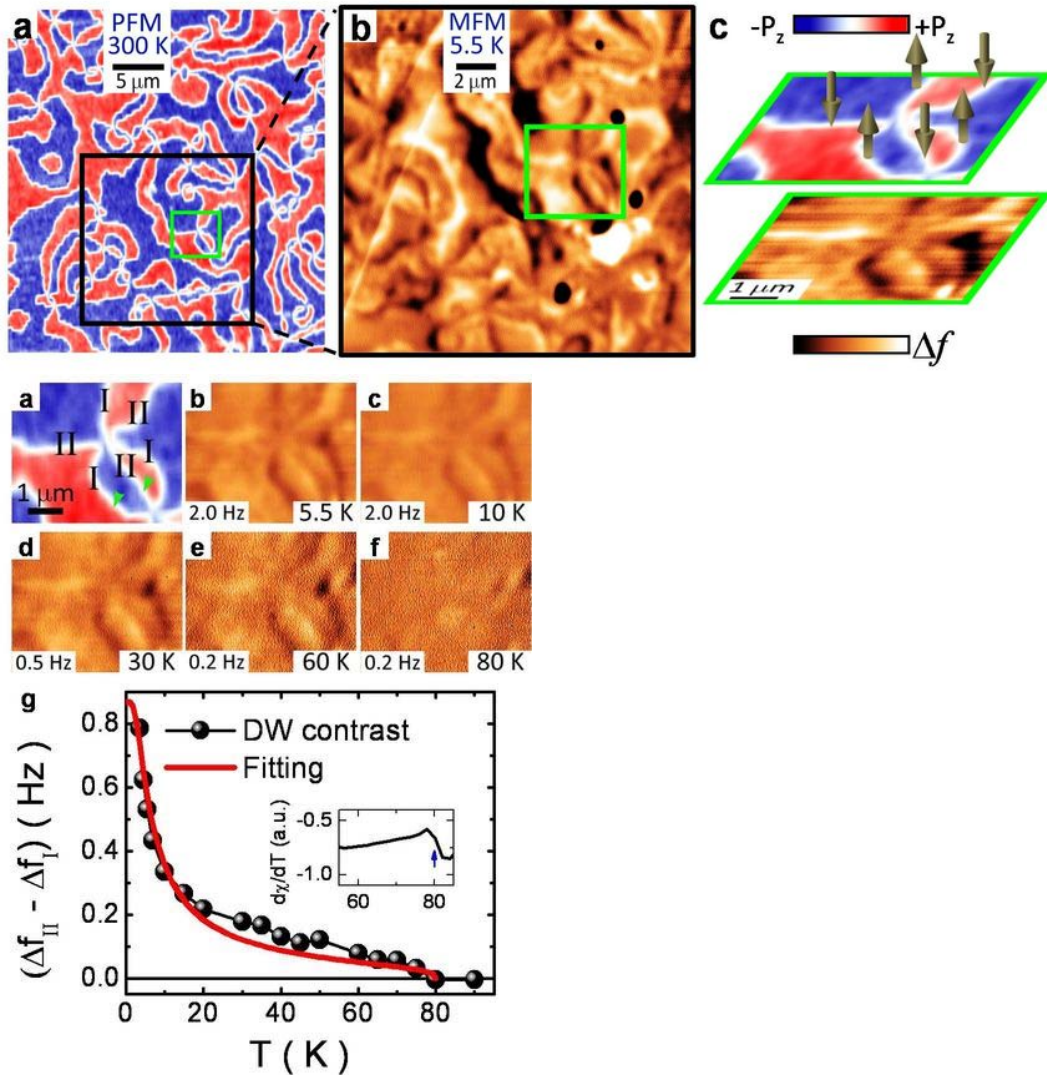 a
PFM
300 K
5 μm
b
MFM
5.5 K
2 μm
c
-Pz
+Pz
1 μm
Δf
a
I
II
II
I
I
II
1 μm
b
2.0 Hz
5.5 K
c
2.0 Hz
10 K
d
0.5 Hz
30 K
e
0.2 Hz
60 K
f
0.2 Hz
80 K
g
DW contrast
Fitting
(Δf_II - Δf_I) ( Hz )
0.8
0.6
0.4
0.2
0.0
0
20
40
60
80
T ( K )
dχ/dT (a.u.)
-0.5
-1.0
60
80